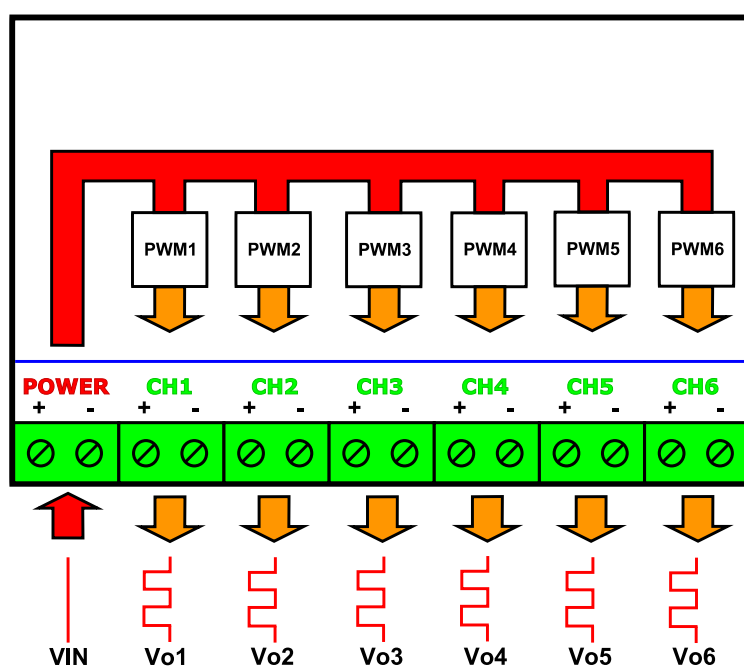 PWM1 PWM2 PWM3 PWM4 PWM5 PWM6
POWER CH1 CH2 CH3 CH4 CH5 CH6
+ - + - + - + - + - + - + -
VIN Vo1 Vo2 Vo3 Vo4 Vo5 Vo6